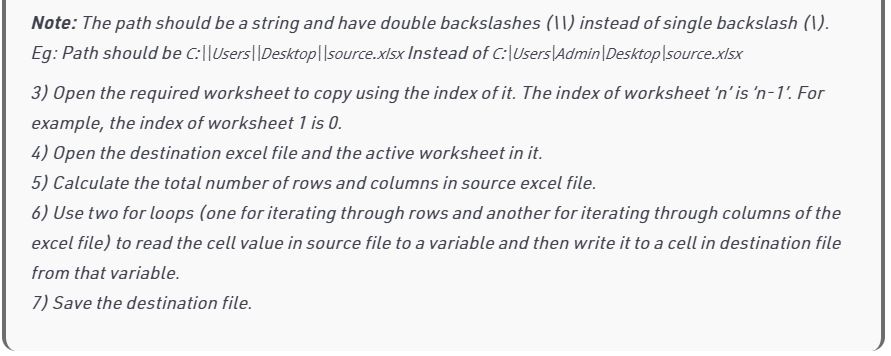 Note: The path should be a string and have double backslashes (\\) instead of single backslash (\).
Eg: Path should be C:\\Users\\Desktop\\source.xlsx Instead of C:\Users\Admin\Desktop\source.xlsx
3) Open the required worksheet to copy using the index of it. The index of worksheet ‘n’ is ‘n-1’. For
example, the index of worksheet 1 is 0.
4) Open the destination excel file and the active worksheet in it.
5) Calculate the total number of rows and columns in source excel file.
6) Use two for loops (one for iterating through rows and another for iterating through columns of the
excel file) to read the cell value in source file to a variable and then write it to a cell in destination file
from that variable.
7) Save the destination file.